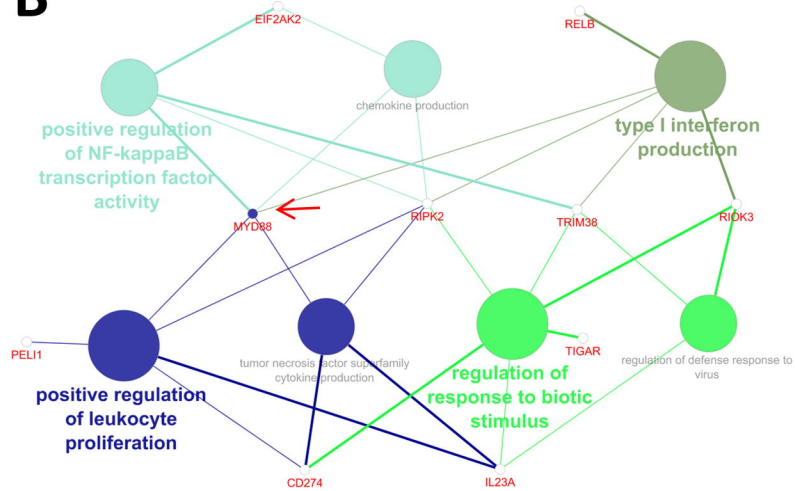 B
EIF2AK2
RELB
chemokine production
positive regulation
of NF-kappaB
transcription factor
activity
type I interferon
production
MYD88
RIPK2
TRIM38
RIOK3
PELI1
tumor necrosis factor superfamily
cytokine production
TIGAR
regulation of defense response to
virus
positive regulation
of leukocyte
proliferation
regulation of
response to biotic
stimulus
CD274
IL23A